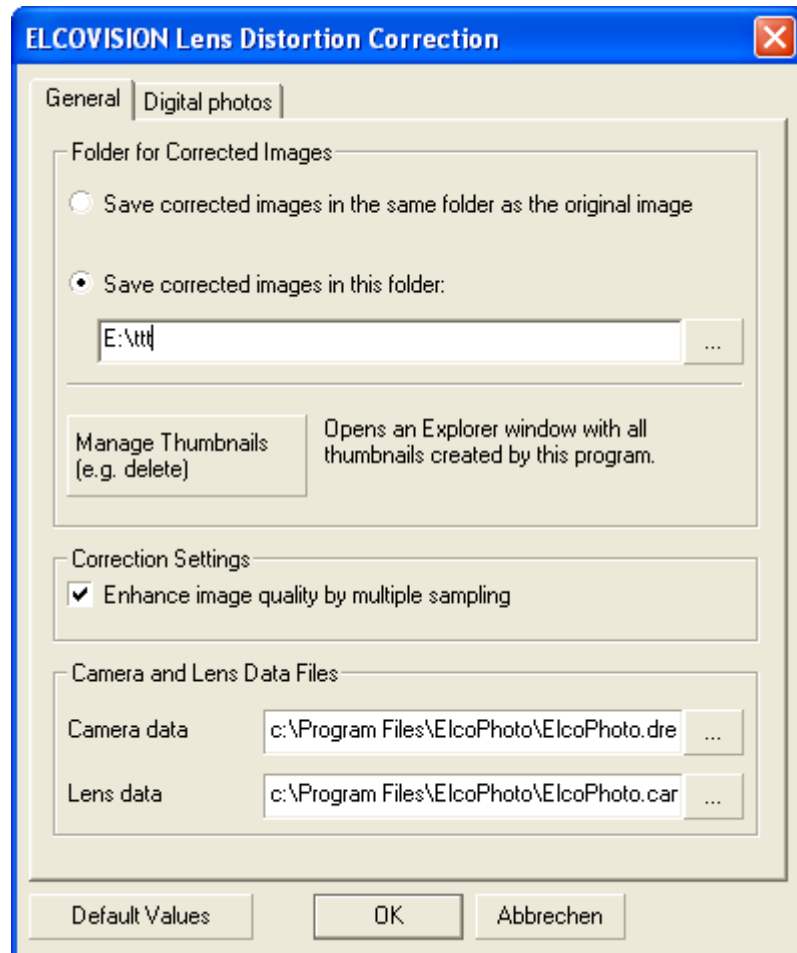 ELCOVISION Lens Distortion Correction
General
Digital photos
Folder for Corrected Images
Save corrected images in the same folder as the original image
Save corrected images in this folder:
E:\ttt
...
Manage Thumbnails
(e.g. delete)
Opens an Explorer window with all
thumbnails created by this program.
Correction Settings
Enhance image quality by multiple sampling
Camera and Lens Data Files
Camera data
c:\Program Files\ElcoPhoto\ElcoPhoto.dre
...
Lens data
c:\Program Files\ElcoPhoto\ElcoPhoto.car
...
Default Values
OK
Abbrechen